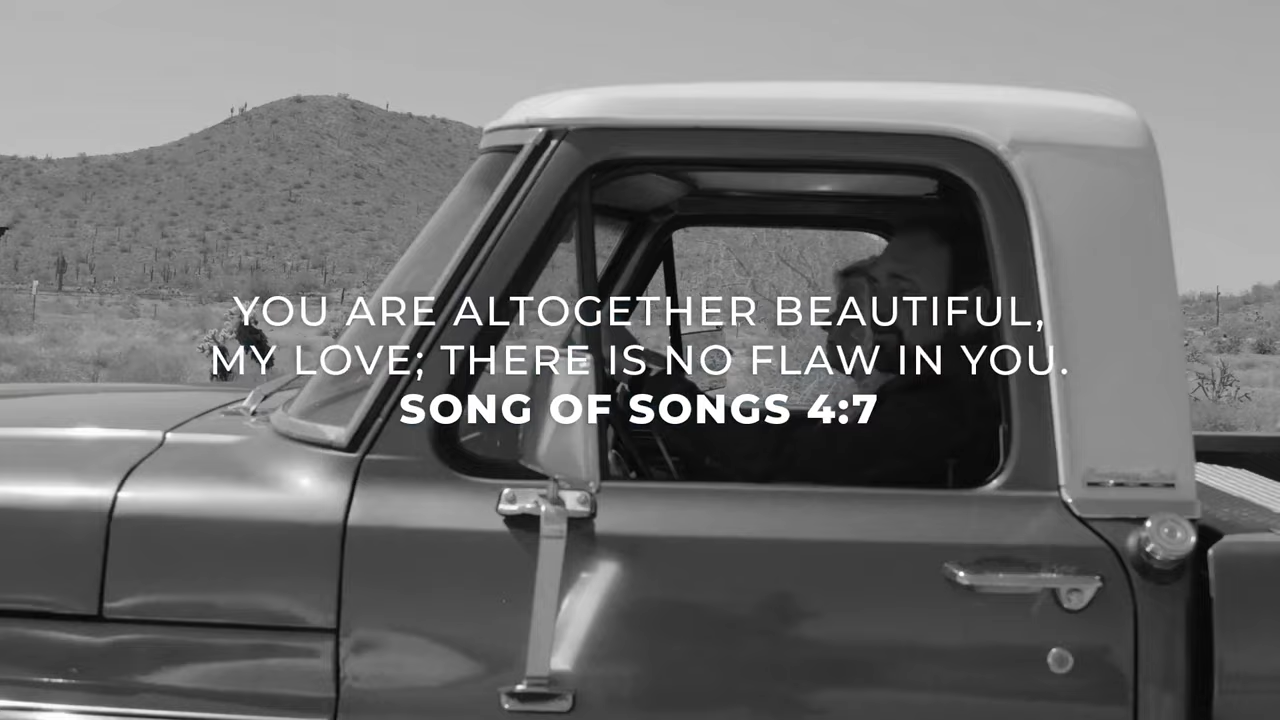 YOU ARE ALTOGETHER BEAUTIFUL,
MY LOVE; THERE IS NO FLAW IN YOU.
SONG OF SONGS 4:7